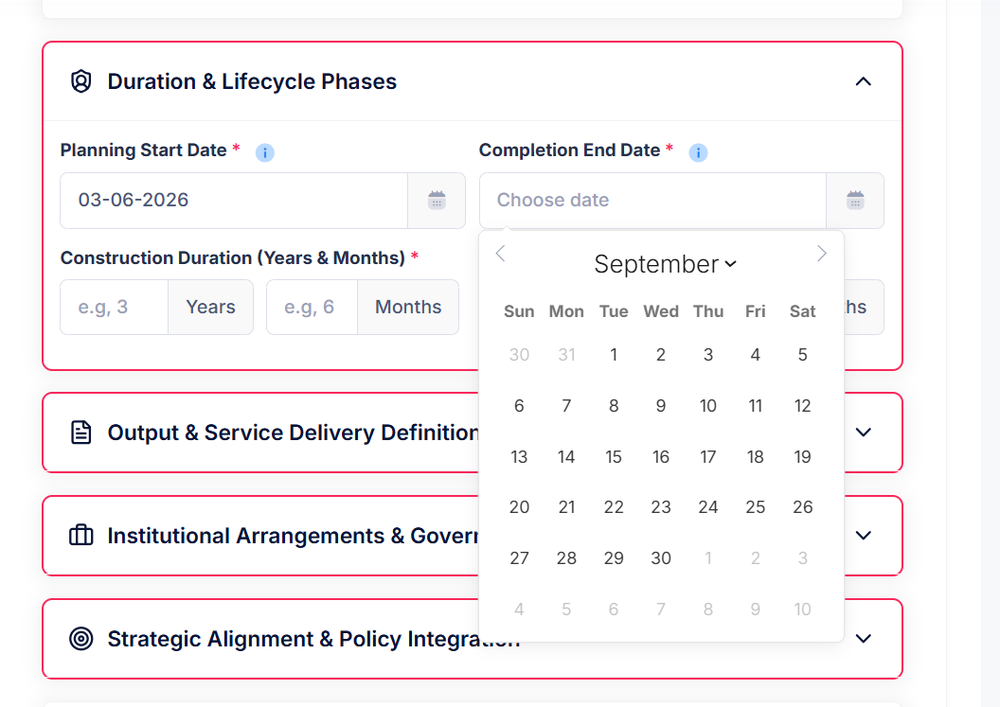 Duration & Lifecycle Phases
Planning Start Date * i
Completion End Date * i
03-06-2026
Choose date
Construction Duration (Years & Months) *
e.g, 3 Years e.g, 6 Months
hs
September
Sun Mon Tue Wed Thu Fri Sat
30 31 1 2 3 4 5
6 7 8 9 10 11 12
13 14 15 16 17 18 19
20 21 22 23 24 25 26
27 28 29 30 1 2 3
4 5 6 7 8 9 10
Output & Service Delivery Definition
Institutional Arrangements & Govern
Strategic Alignment & Policy Integration